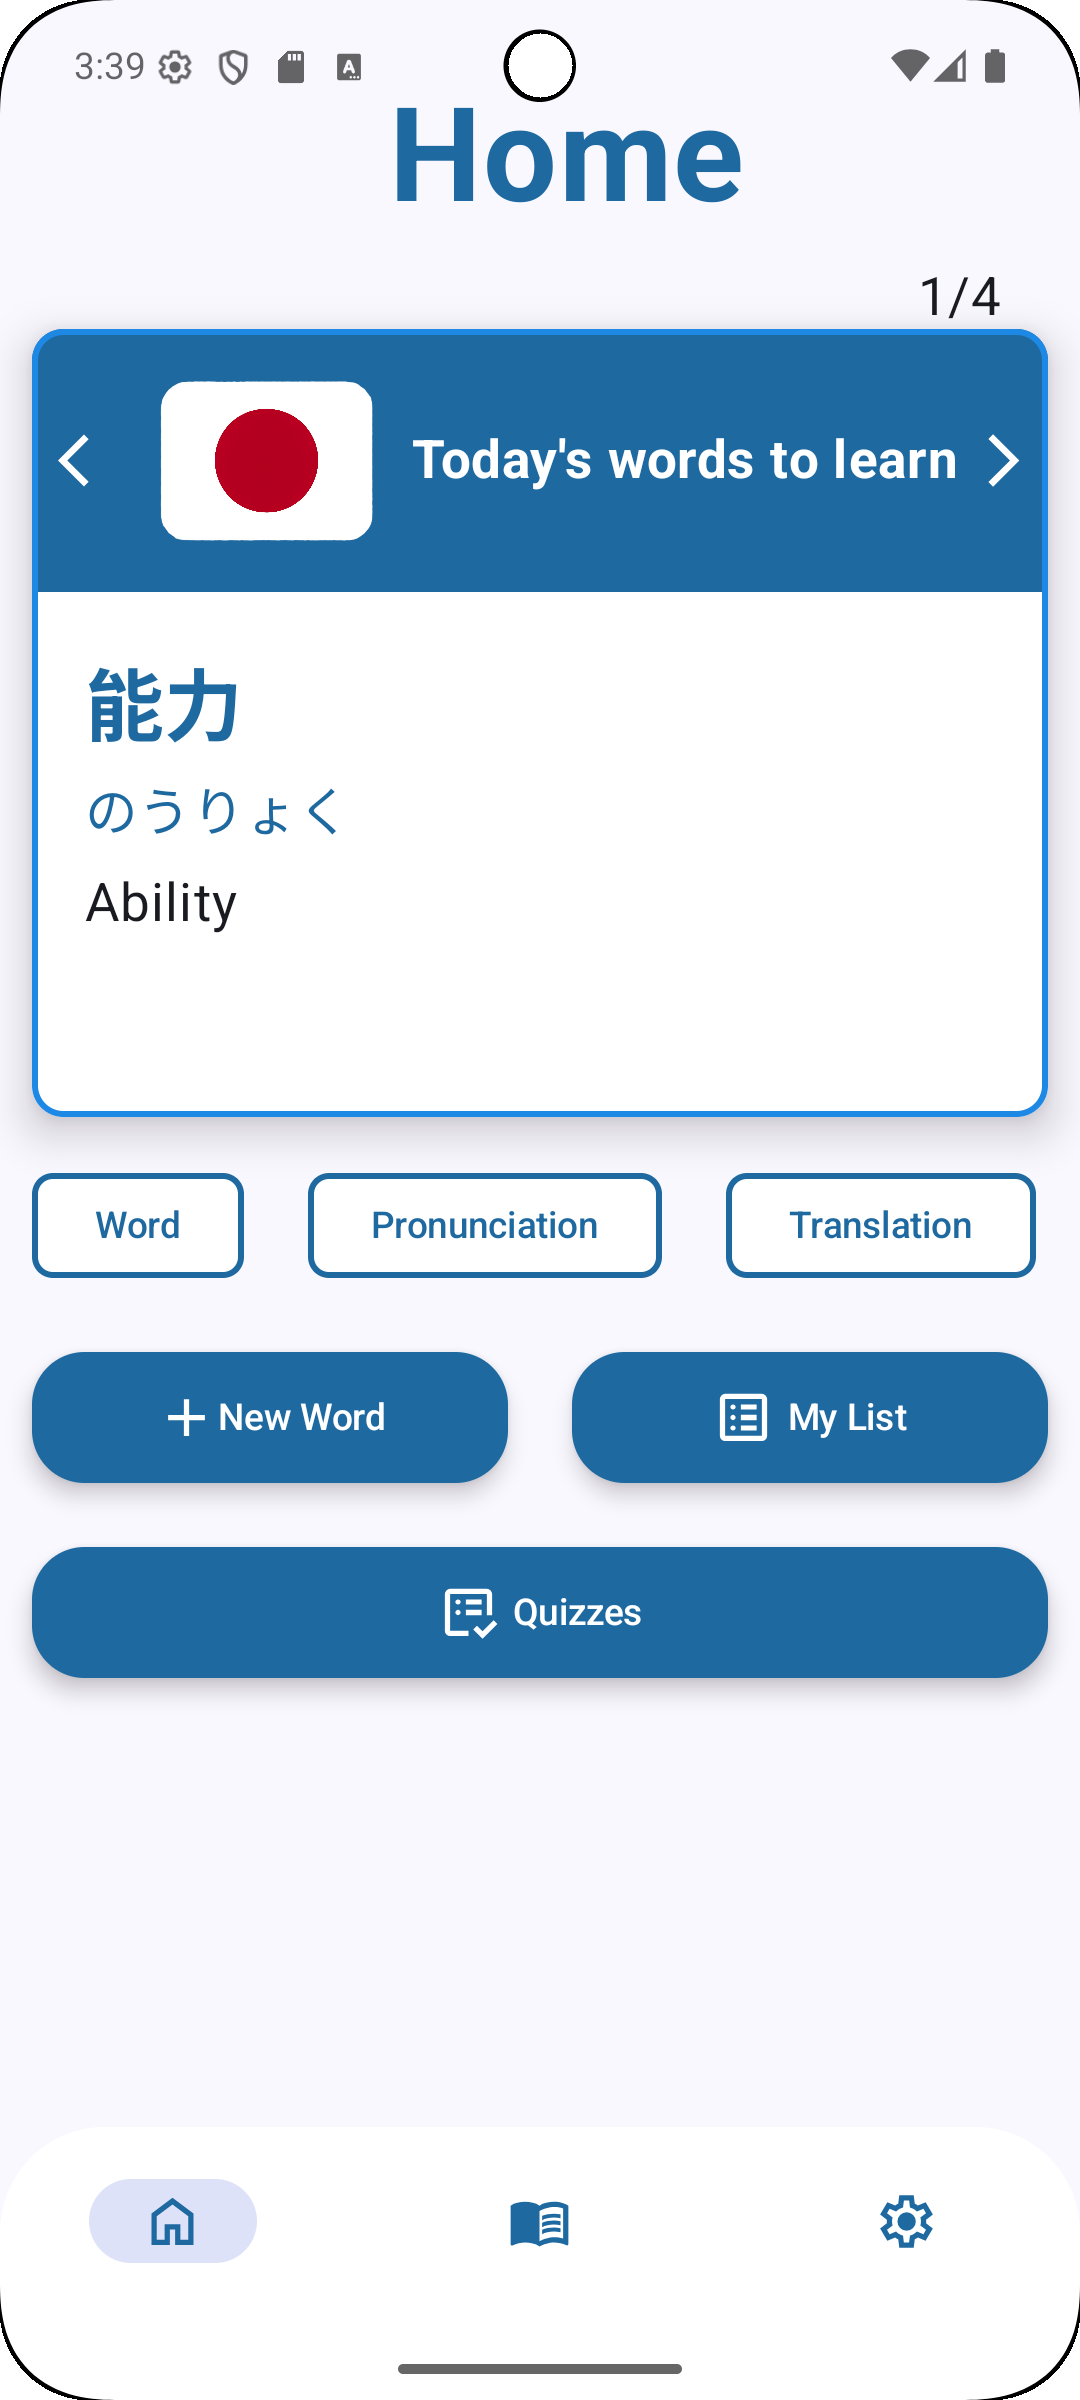 3:39
Home
1/4
Today's words to learn
能力
のうりょく
Ability
Word
Pronunciation
Translation
New Word
My List
Quizzes